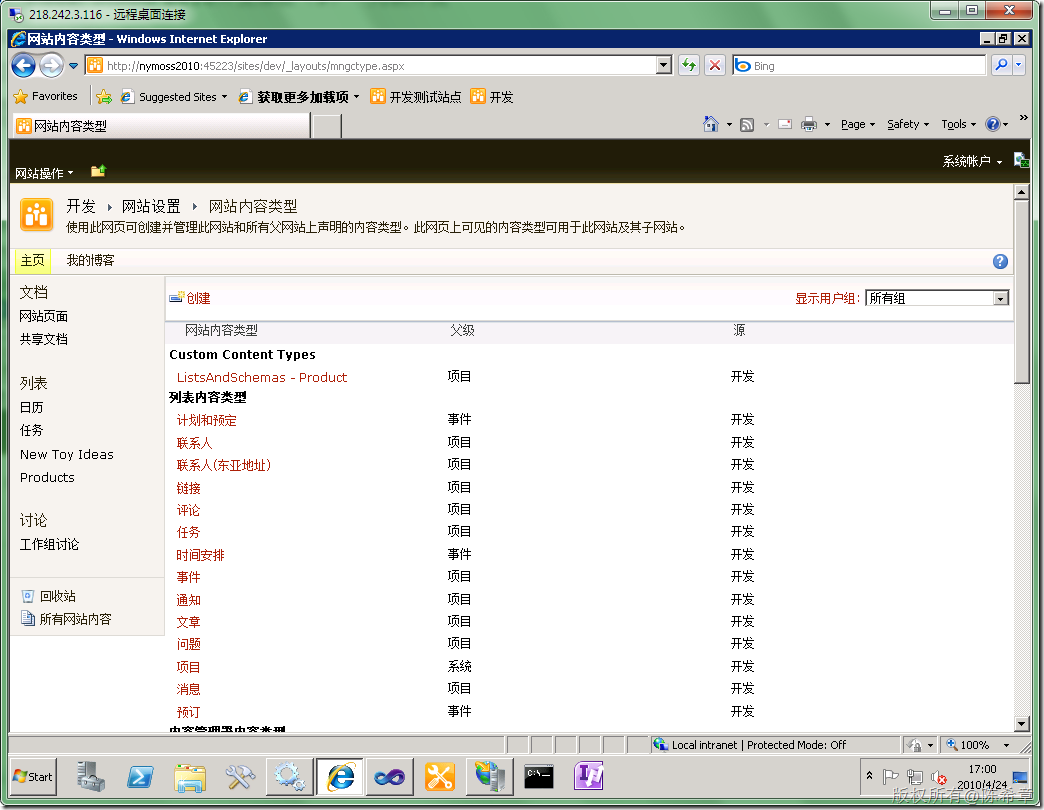 218.242.3.116 - 远程桌面连接
网站内容类型 - Windows Internet Explorer
http://nymoss2010:45223/sites/dev/_layouts/mngctype.aspx
Bing
Favorites
Suggested Sites
获取更多加载项
开发测试站点
开发
网站内容类型
Page
Safety
Tools
系统帐户
网站操作
开发 网站设置 网站内容类型
使用此网页可创建并管理此网站和所有父网站上声明的内容类型。此网页上可见的内容类型可用于此网站及其子网站。
主页 我的博客
文档
网站页面
共享文档
列表
日历
任务
New Toy Ideas
Products
讨论
工作组讨论
回收站
所有网站内容
创建
显示用户组: 所有组
网站内容类型 父级 源
Custom Content Types
ListsAndSchemas - Product 项目 开发
列表内容类型
计划和预定 事件 开发
联系人 项目 开发
联系人(东亚地址) 项目 开发
链接 项目 开发
评论 项目 开发
任务 项目 开发
时间安排 事件 开发
事件 项目 开发
通知 项目 开发
文章 项目 开发
问题 项目 开发
项目 系统 开发
消息 项目 开发
预订 事件 开发
内容管理器内容类型
Local intranet | Protected Mode: Off
100%
Start
C:\_
17:00
2010/4/24
版权所有@陈希章